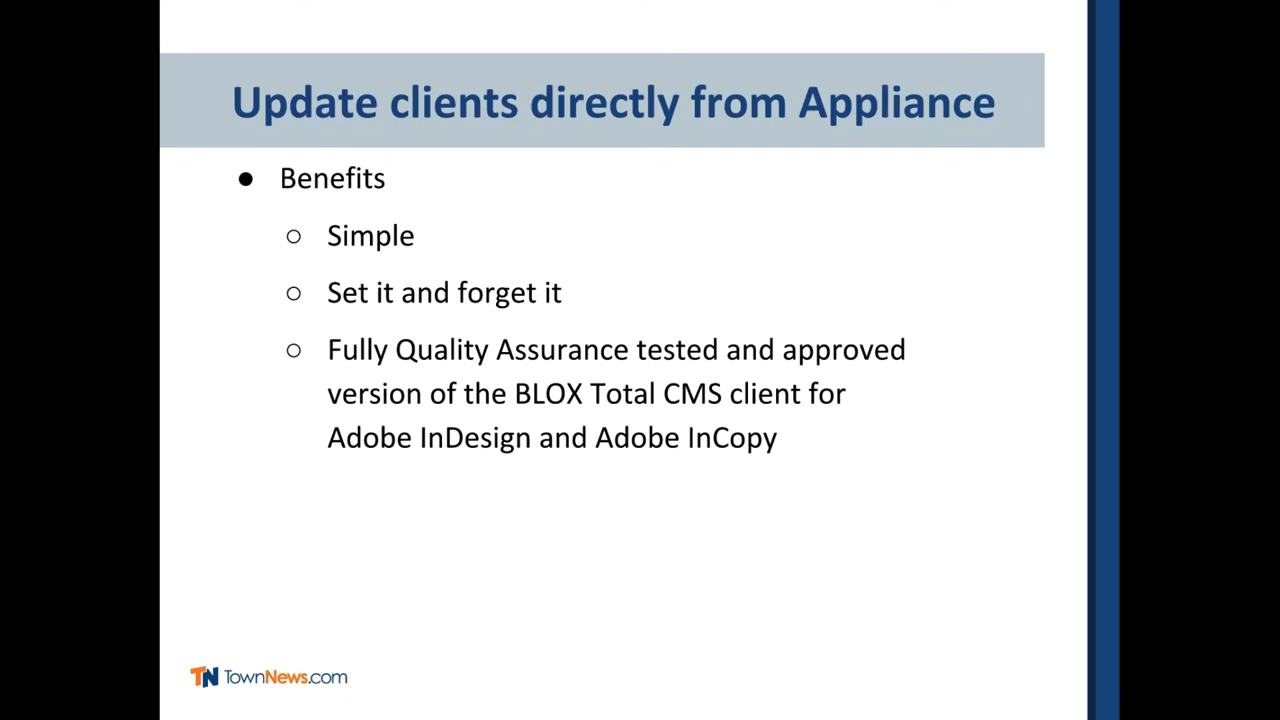 Update clients directly from Appliance
● Benefits
○ Simple
○ Set it and forget it
○ Fully Quality Assurance tested and approved
version of the BLOX Total CMS client for
Adobe InDesign and Adobe InCopy
TN TownNews.com